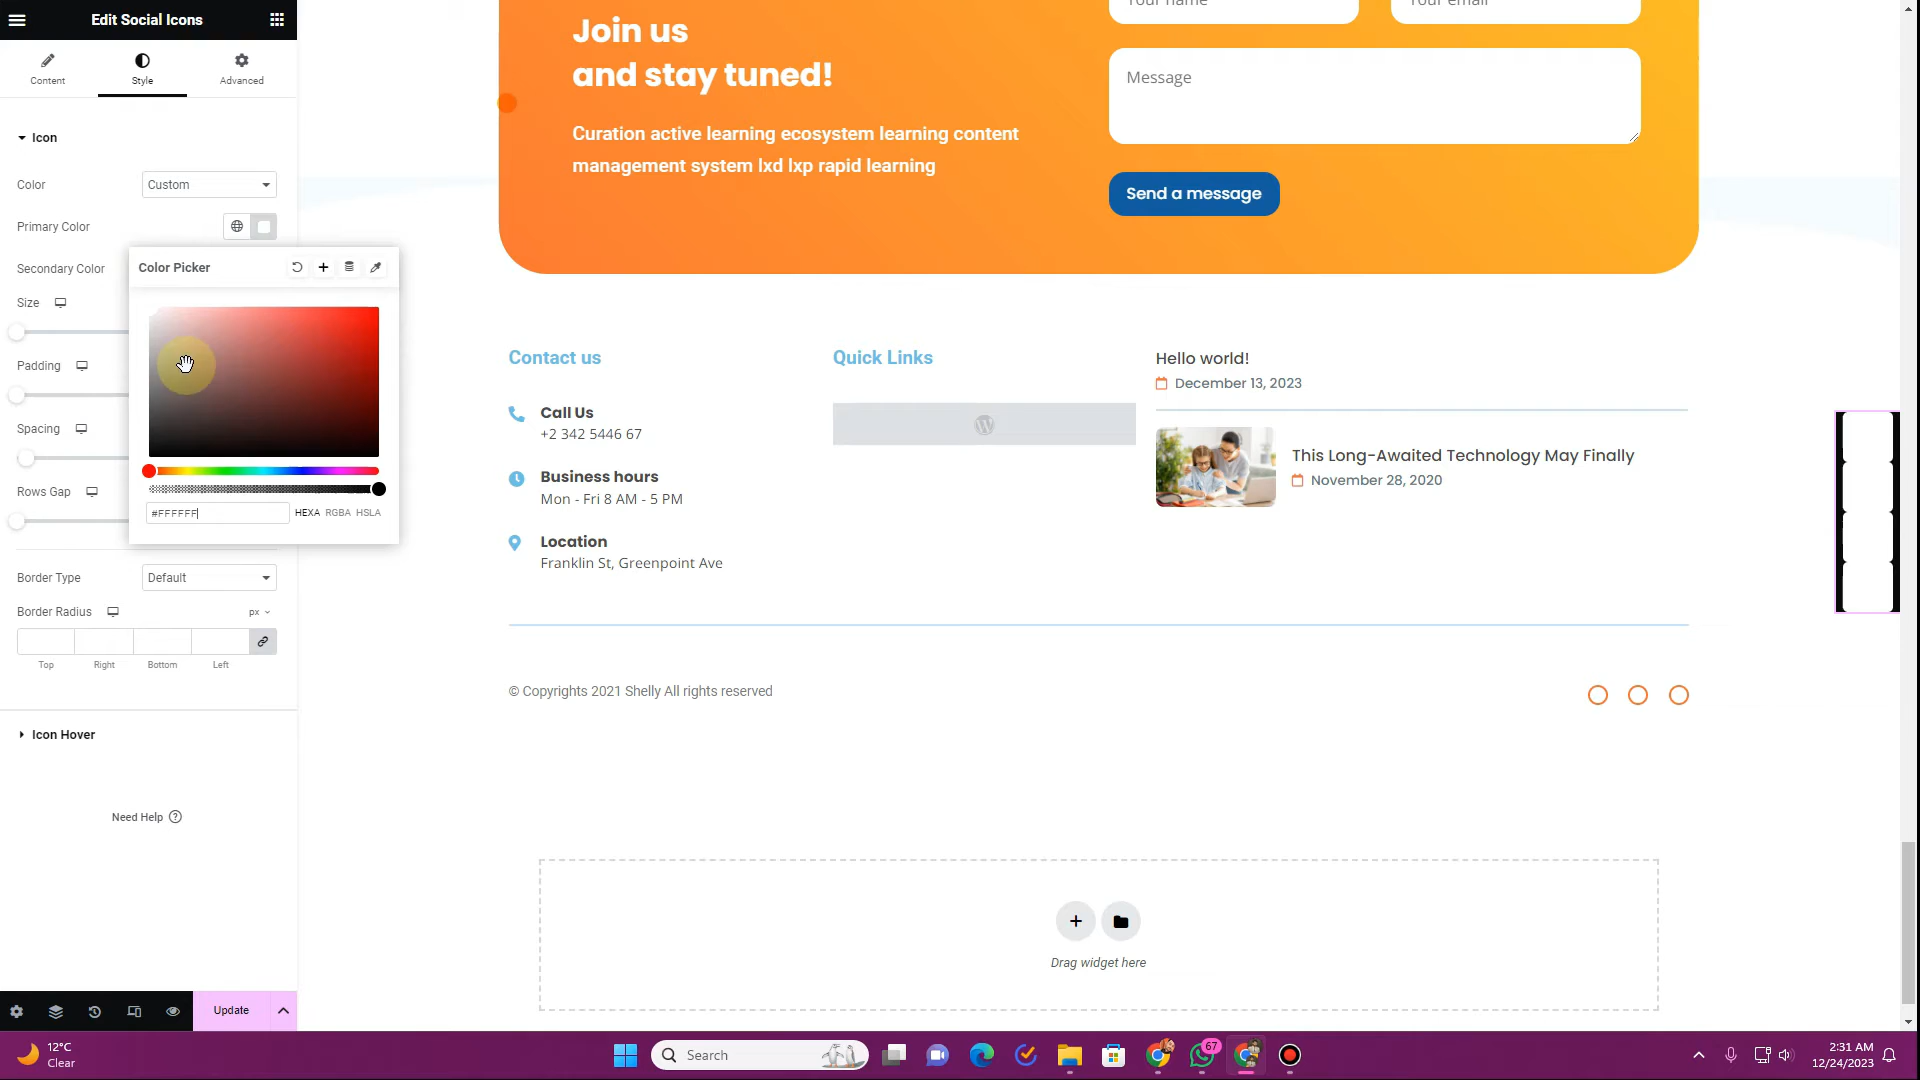 Edit Social Icons
Content
Style
Advanced
Icon
Color
Custom
Primary Color
Secondary Color
Color Picker
Size
Padding
Spacing
Rows Gap
#FFFFFF
HEXA RGBA HSLA
Border Type
Default
Border Radius
px
Top
Right
Bottom
Left
Icon Hover
Need Help
Update
Join us
and stay tuned!
Curation active learning ecosystem learning content
management system lxd lxp rapid learning
Your name
Your email
Message
Send a message
Contact us
Call Us
+2 342 5446 67
Business hours
Mon - Fri 8 AM - 5 PM
Location
Franklin St, Greenpoint Ave
Quick Links
Hello world!
December 13, 2023
This Long-Awaited Technology May Finally
November 28, 2020
© Copyrights 2021 Shelly All rights reserved
Drag widget here
12°C
Clear
Search
67
2:31 AM
12/24/2023